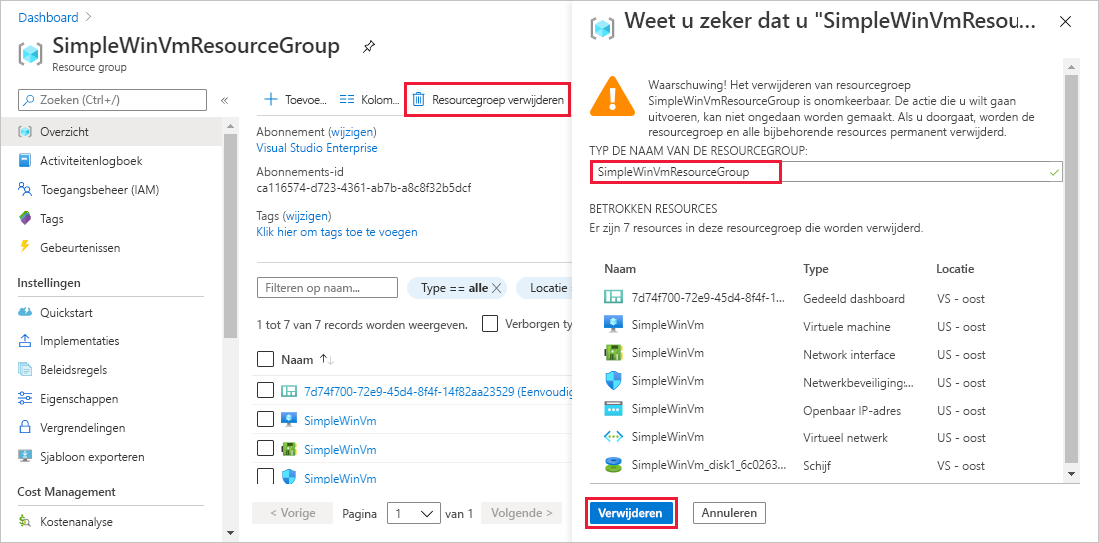 Dashboard
SimpleWinVmResourceGroup
Resource group
Zoeken (Ctrl+/)
«
Overzicht
Activiteitenlogboek
Toegangsbeheer (IAM)
Tags
Gebeurtenissen
Instellingen
Quickstart
Implementaties
Beleidsregels
Eigenschappen
Vergrendelingen
Sjabloon exporteren
Cost Management
Kostenanalyse
Toevoe...
Kolom...
Resourcegroep verwijderen
Abonnement (wijzigen)
Visual Studio Enterprise
Abonnements-id
ca116574-d723-4361-ab7b-a8c8f32b5dcf
Tags (wijzigen)
Klik hier om tags toe te voegen
Filteren op naam...
Type == alle
Locatie
1 tot 7 van 7 records worden weergeven.
Verborgen ty
Naam
7d74f700-72e9-45d4-8f4f-14f82aa23529 (Eenvoudig
SimpleWinVm
SimpleWinVm
SimpleWinVm
< Vorige
Pagina
1
van 1
Volgende >
Weet u zeker dat u "SimpleWinVmResou...
Waarschuwing! Het verwijderen van resourcegroep
SimpleWinVmResourceGroup is onomkeerbaar. De actie die u wilt gaan
uitvoeren, kan niet ongedaan worden gemaakt. Als u doorgaat, worden de
resourcegroep en alle bijbehorende resources permanent verwijderd.
TYP DE NAAM VAN DE RESOURCEGROUP:
SimpleWinVmResourceGroup
BETROKKEN RESOURCES
Er zijn 7 resources in deze resourcegroep die worden verwijderd.
Naam Type Locatie
7d74f700-72e9-45d4-8f4f-1... Gedeeld dashboard VS - oost
SimpleWinVm Virtuele machine US - oost
SimpleWinVm Network interface US - oost
SimpleWinVm Netwerkbeveiliging:.. US - oost
SimpleWinVm Openbaar IP-adres US - oost
SimpleWinVm Virtueel netwerk US - oost
SimpleWinVm_disk1_6c0263... Schijf VS - oost
Verwijderen
Annuleren